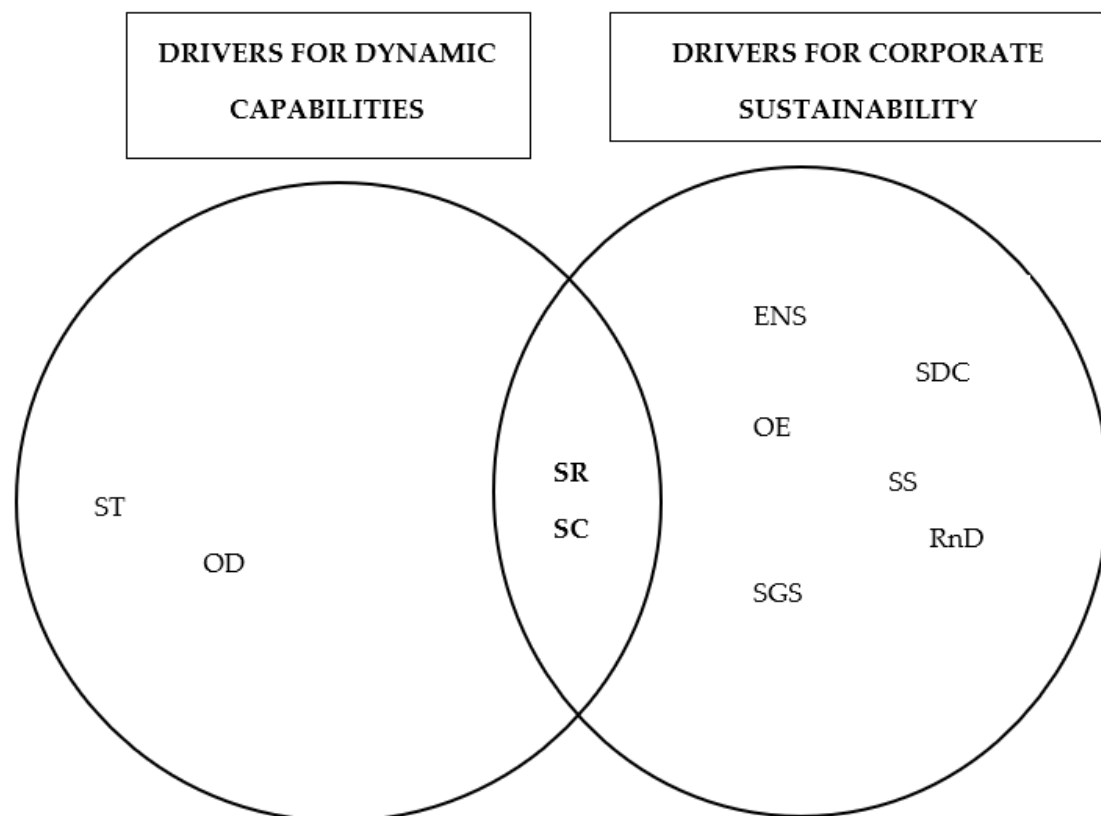 DRIVERS FOR DYNAMIC
CAPABILITIES
DRIVERS FOR CORPORATE
SUSTAINABILITY
ENS
SDC
OE
SR
SS
ST
SC
RnD
OD
SGS